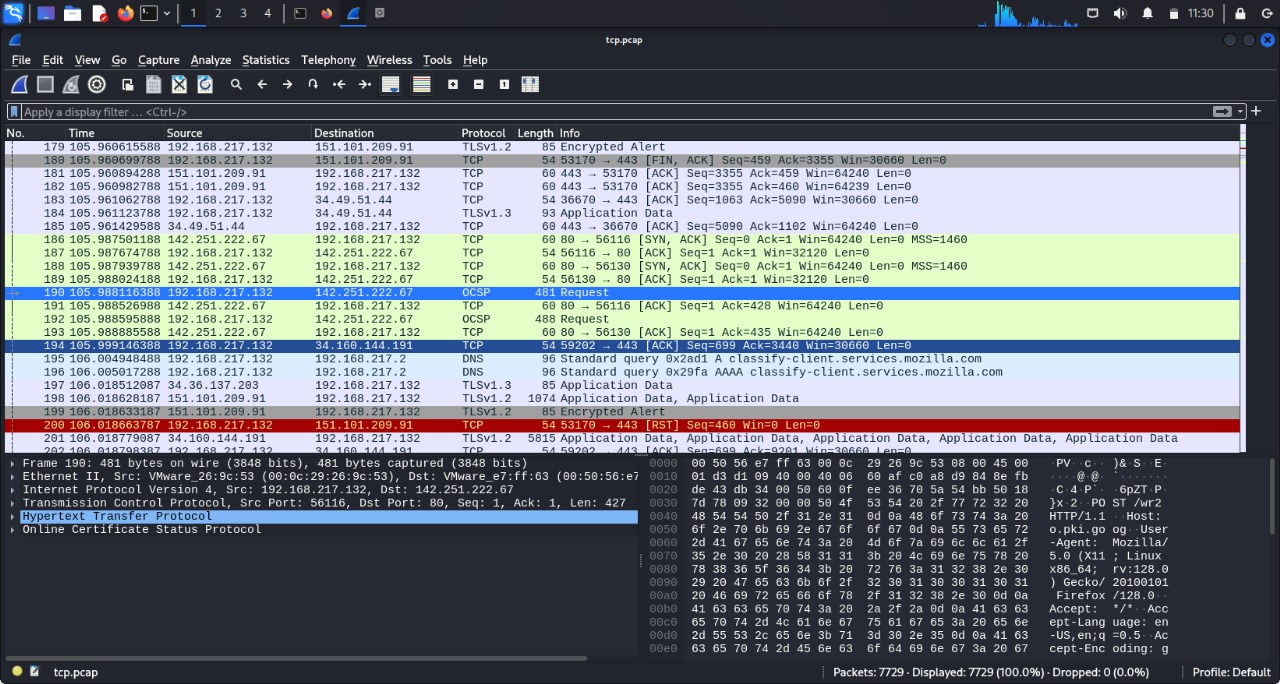 1 2 3 4 11:30
tcp.pcap
File Edit View Go Capture Analyze Statistics Telephony Wireless Tools Help
Apply a display filter ... <Ctrl-/>
No. Time Source Destination Protocol Length Info
179 105.960615588 192.168.217.132 151.101.209.91 TLSv1.2 85 Encrypted Alert
180 105.960699788 192.168.217.132 151.101.209.91 TCP 54 53170 → 443 [FIN, ACK] Seq=459 Ack=3355 Win=30660 Len=0
181 105.960894288 151.101.209.91 192.168.217.132 TCP 60 443 → 53170 [ACK] Seq=3355 Ack=459 Win=64240 Len=0
182 105.960982788 151.101.209.91 192.168.217.132 TCP 60 443 → 53170 [ACK] Seq=3355 Ack=460 Win=64239 Len=0
183 105.961062788 192.168.217.132 34.49.51.44 TCP 54 36670 → 443 [ACK] Seq=1063 Ack=5090 Win=30660 Len=0
184 105.961123788 192.168.217.132 34.49.51.44 TLSv1.3 93 Application Data
185 105.961429588 34.49.51.44 192.168.217.132 TCP 60 443 → 36670 [ACK] Seq=5090 Ack=1102 Win=64240 Len=0
186 105.987501188 142.251.222.67 192.168.217.132 TCP 60 80 → 56116 [SYN, ACK] Seq=0 Ack=1 Win=64240 Len=0 MSS=1460
187 105.987674788 192.168.217.132 142.251.222.67 TCP 54 56116 → 80 [ACK] Seq=1 Ack=1 Win=32120 Len=0
188 105.987939788 142.251.222.67 192.168.217.132 TCP 60 80 → 56130 [SYN, ACK] Seq=0 Ack=1 Win=64240 Len=0 MSS=1460
189 105.988024188 192.168.217.132 142.251.222.67 TCP 54 56130 → 80 [ACK] Seq=1 Ack=1 Win=32120 Len=0
190 105.988116388 192.168.217.132 142.251.222.67 OCSP 481 Request
191 105.988526988 142.251.222.67 192.168.217.132 TCP 60 80 → 56116 [ACK] Seq=1 Ack=428 Win=64240 Len=0
192 105.988595888 192.168.217.132 142.251.222.67 OCSP 488 Request
193 105.988885588 142.251.222.67 192.168.217.132 TCP 60 80 → 56130 [ACK] Seq=1 Ack=435 Win=64240 Len=0
194 105.999146388 192.168.217.132 34.160.144.191 TCP 54 59202 → 443 [ACK] Seq=699 Ack=3440 Win=30660 Len=0
195 106.004948488 192.168.217.132 192.168.217.2 DNS 96 Standard query 0x2ad1 A classify-client.services.mozilla.com
196 106.005017288 192.168.217.132 192.168.217.2 DNS 96 Standard query 0x29fa AAAA classify-client.services.mozilla.com
197 106.018512087 34.36.137.203 192.168.217.132 TLSv1.3 85 Application Data
198 106.018628187 151.101.209.91 192.168.217.132 TLSv1.2 1074 Application Data, Application Data
199 106.018633187 151.101.209.91 192.168.217.132 TLSv1.2 85 Encrypted Alert
200 106.018663787 192.168.217.132 151.101.209.91 TCP 54 53170 → 443 [RST] Seq=460 Win=0 Len=0
201 106.018779087 34.160.144.191 192.168.217.132 TLSv1.2 5815 Application Data, Application Data, Application Data, Application Data, Application Data
202 106.018798387 192.168.217.132 34.160.144.191 TCP 54 59202 → 443 [ACK] Seq=699 Ack=9201 Win=30660 Len=0
Frame 190: 481 bytes on wire (3848 bits), 481 bytes captured (3848 bits)
Ethernet II, Src: VMware_26:9c:53 (00:0c:29:26:9c:53), Dst: VMware_e7:ff:63 (00:50:56:e7
Internet Protocol Version 4, Src: 192.168.217.132, Dst: 142.251.222.67
Transmission Control Protocol, Src Port: 56116, Dst Port: 80, Seq: 1, Ack: 1, Len: 427
Hypertext Transfer Protocol
Online Certificate Status Protocol
0000 00 50 56 e7 ff 63 00 0c 29 26 9c 53 08 00 45 00 ·PV··c·· )&·S··E·
0010 01 d3 d1 09 40 00 40 06 60 af c0 a8 d9 84 8e fb ····@·@· `·······
0020 de 43 db 34 00 50 60 0f ee 36 70 5a 54 bb 50 18 ·C·4·P`· ·6pZT·P·
0030 7d 78 09 32 00 00 50 4f 53 54 20 2f 77 72 32 20 }x·2··PO ST /wr2
0040 48 54 54 50 2f 31 2e 31 0d 0a 48 6f 73 74 3a 20 HTTP/1.1 ··Host:
0050 6f 2e 70 6b 69 2e 67 6f 6f 67 0d 0a 55 73 65 72 o.pki.go og··User
0060 2d 41 67 65 6e 74 3a 20 4d 6f 7a 69 6c 6c 61 2f -Agent: Mozilla/
0070 35 2e 30 20 28 58 31 31 3b 20 4c 69 6e 75 78 20 5.0 (X11 ; Linux
0080 78 38 36 5f 36 34 3b 20 72 76 3a 31 32 38 2e 30 x86_64; rv:128.0
0090 29 20 47 65 63 6b 6f 2f 32 30 31 30 30 31 30 31 ) Gecko/ 20100101
00a0 20 46 69 72 65 66 6f 78 2f 31 32 38 2e 30 0d 0a Firefox /128.0··
00b0 41 63 63 65 70 74 3a 20 2a 2f 2a 0d 0a 41 63 63 Accept: */*··Acc
00c0 65 70 74 2d 4c 61 6e 67 75 61 67 65 3a 20 65 6e ept-Lang uage: en
00d0 2d 55 53 2c 65 6e 3b 71 3d 30 2e 35 0d 0a 41 63 -US,en;q =0.5··Ac
00e0 63 65 70 74 2d 45 6e 63 6f 64 69 6e 67 3a 20 67 cept-Enc oding: g
tcp.pcap Packets: 7729 · Displayed: 7729 (100.0%) · Dropped: 0 (0.0%) Profile: Default